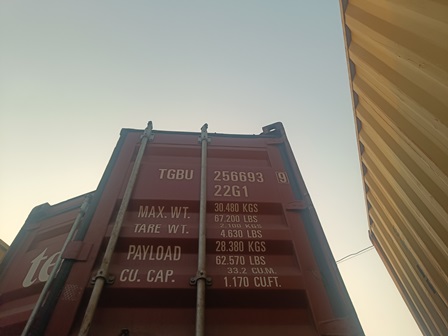 TGBU 256693 9
22G1
MAX. WT. 30.480 KGS
67.200 LBS
TARE WT. 2.100 KGS
4.630 LBS
PAYLOAD 28.380 KGS
62.570 LBS
CU. CAP. 33.2 CU.M.
1.170 CU.FT.
te